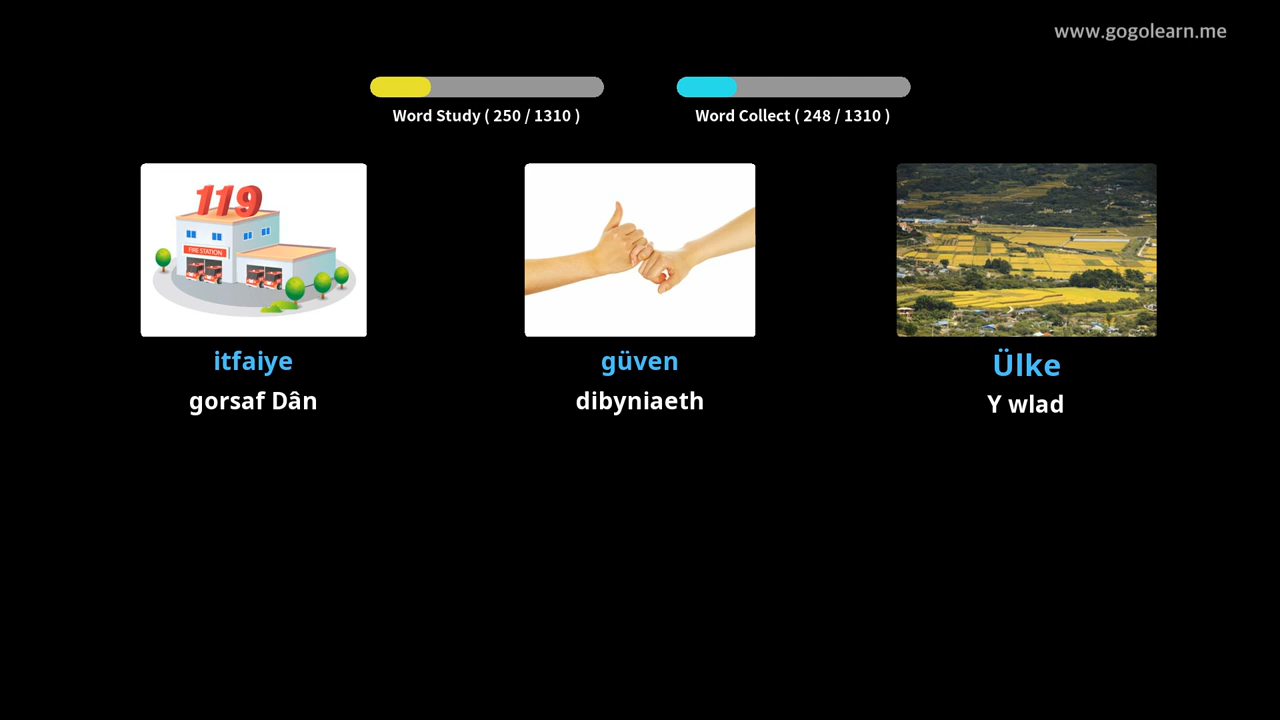 www.gogolearn.me
Word Study ( 250 / 1310 )
Word Collect ( 248 / 1310 )
119
FIRE STATION
itfaiye
güven
Ülke
gorsaf Dân
dibyniaeth
Y wlad